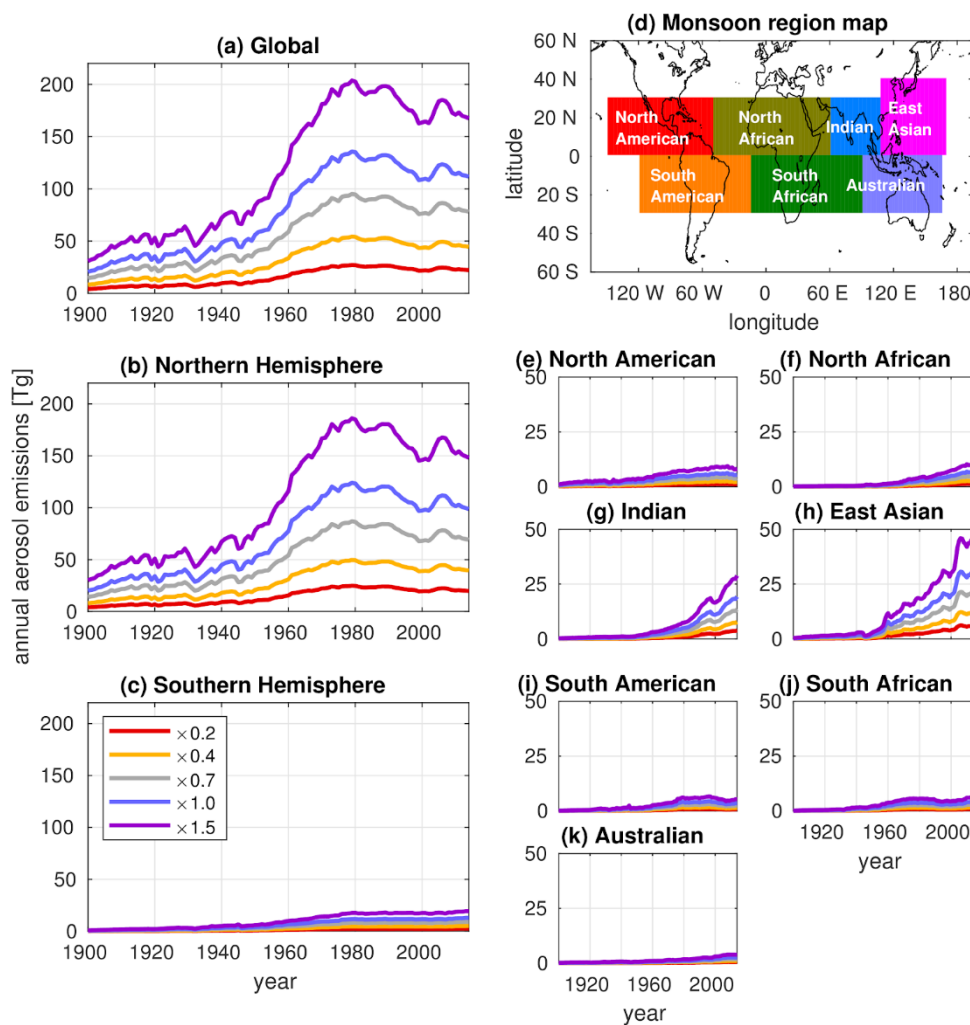 (a) Global
200
150
100
50
0
1900 1920 1940 1960 1980 2000
(b) Northern Hemisphere
200
150
100
50
0
1900 1920 1940 1960 1980 2000
(c) Southern Hemisphere
200
150
100
50
0
×0.2
×0.4
×0.7
×1.0
×1.5
1900 1920 1940 1960 1980 2000
year
annual aerosol emissions [Tg]
(d) Monsoon region map
60 N
40 N
20 N
0
20 S
40 S
60 S
latitude
North
American
North
African
Indian
East
Asian
South
American
South
African
Australian
120 W 60 W 0 60 E 120 E 180
longitude
(e) North American
50
25
0
(f) North African
50
25
0
(g) Indian
50
25
0
(h) East Asian
50
25
0
(i) South American
50
25
0
(j) South African
50
25
0
1920 1960 2000
year
(k) Australian
50
25
0
1920 1960 2000
year